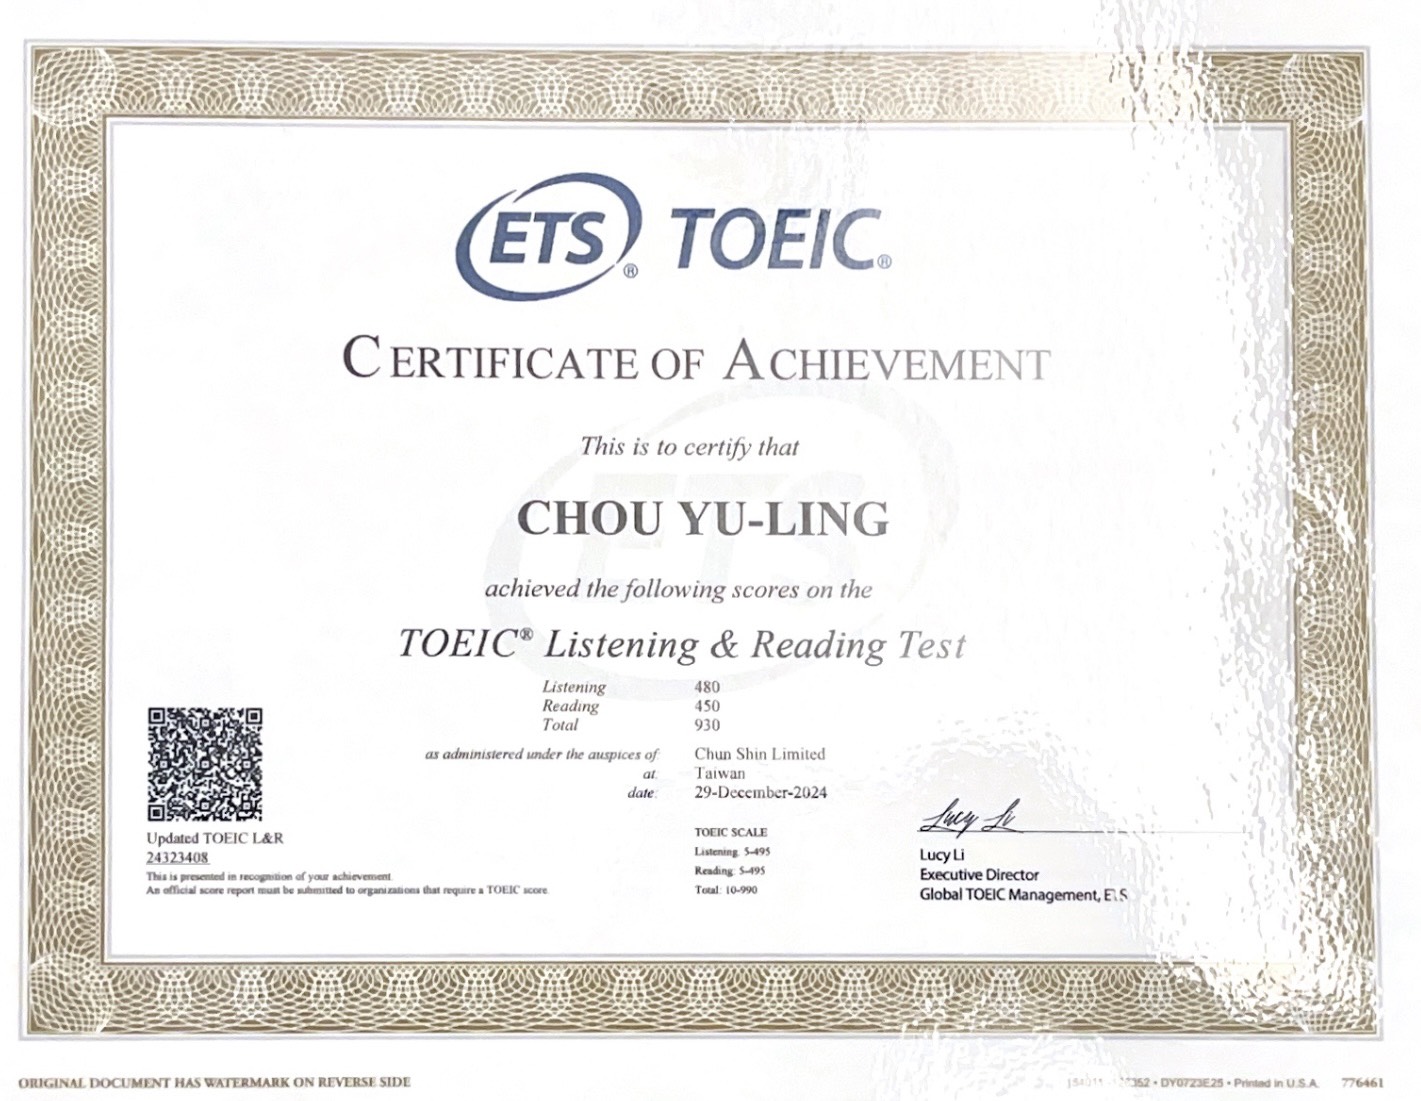 ETS® TOEIC®
CERTIFICATE OF ACHIEVEMENT
This is to certify that
CHOU YU-LING
achieved the following scores on the
TOEIC® Listening & Reading Test
Listening 480
Reading 450
Total 930
as administered under the auspices of: Chun Shin Limited
at: Taiwan
date: 29-December-2024
Updated TOEIC L&R
24323408
This is presented in recognition of your achievement.
An official score report must be submitted to organizations that require a TOEIC score.
TOEIC SCALE
Listening: 5-495
Reading: 5-495
Total: 10-990
Lucy Li
Lucy Li
Executive Director
Global TOEIC Management, ETS
ORIGINAL DOCUMENT HAS WATERMARK ON REVERSE SIDE
• DY0723E25 • Printed in U.S.A. 776461